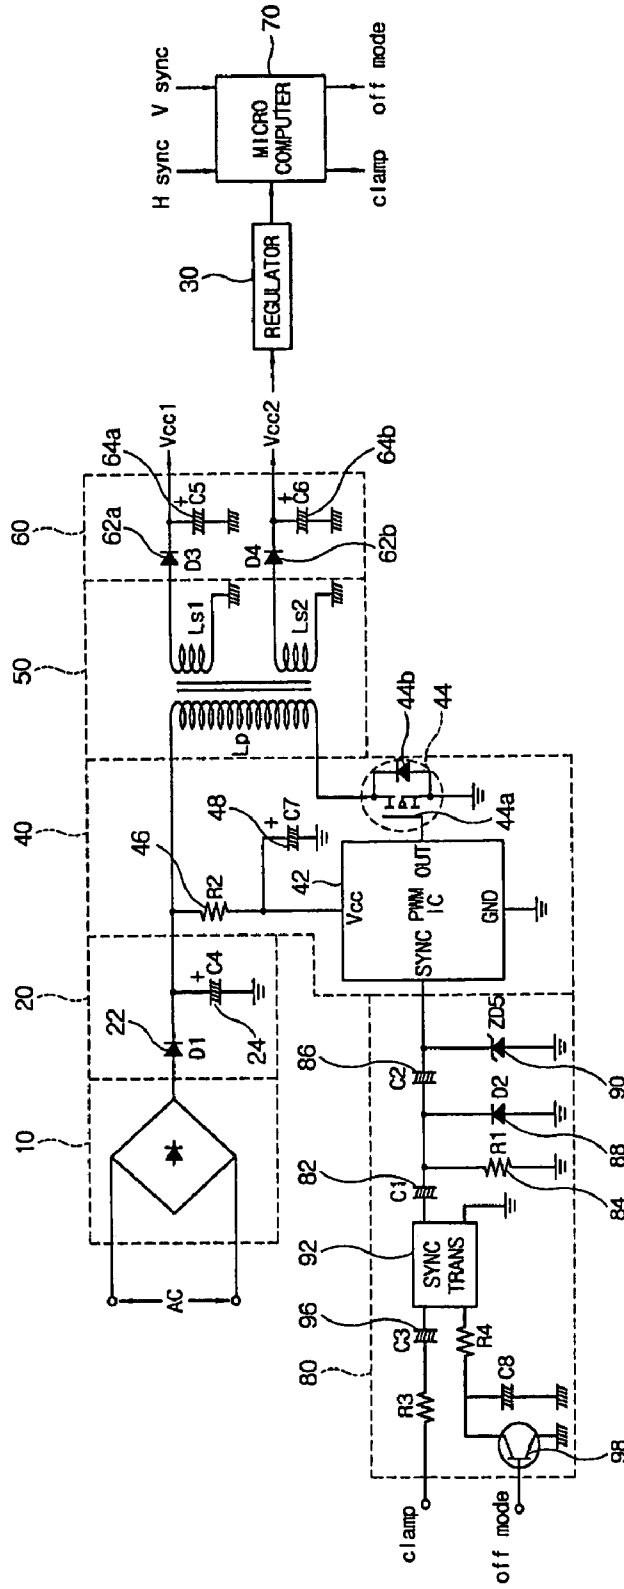 10
20
40
50
60
22
D1
C4
+
24
AC
46
R2
48
C7
+
Lp
Ls1
Ls2
62a
D3
64a
C5
+
Vcc1
D4
62b
C6
+
64b
Vcc2
30
REGULATOR
H sync
V sync
70
MICRO
COMPUTER
clamp
off mode
42
Vcc
SYNC
PWM
IC
OUT
GND
44a
44b
44
80
clamp
R3
96
C3
92
SYNC
TRANS
82
C1
86
C2
R1
84
D2
88
ZD5
90
R4
C8
98
off mode